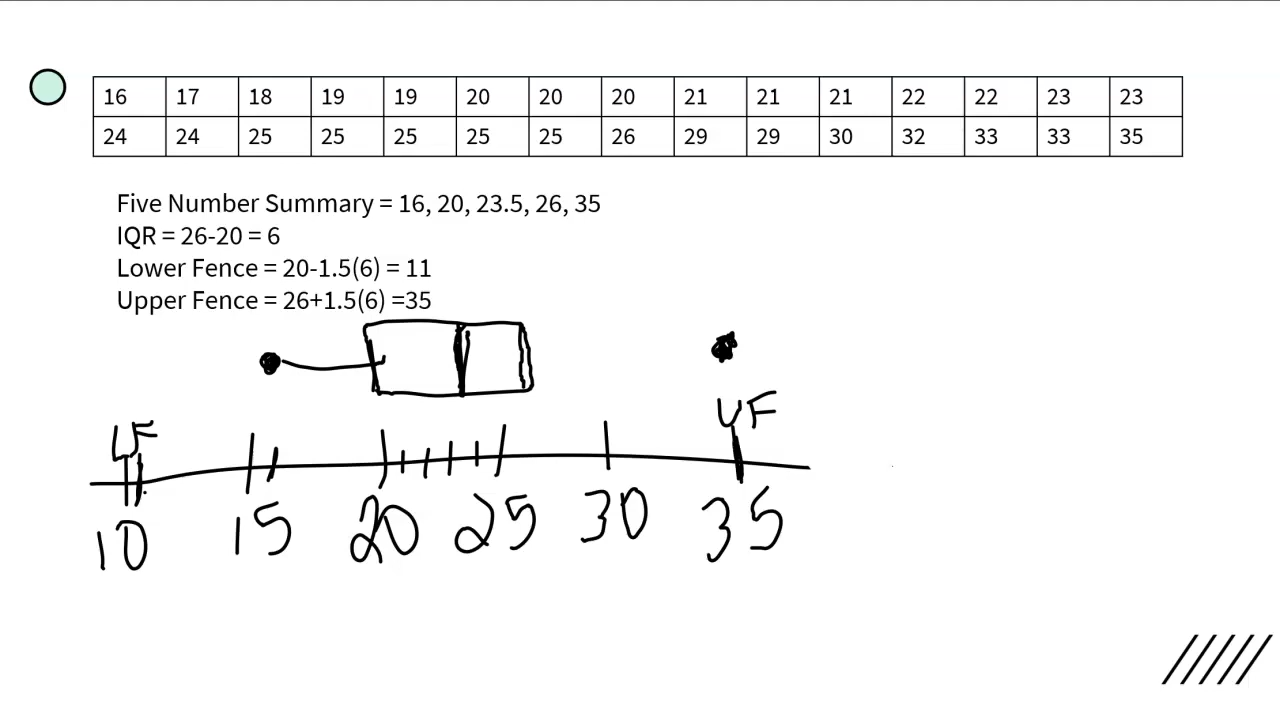 16 17 18 19 19 20 20 20 21 21 21 22 22 23 23
24 24 25 25 25 25 25 26 29 29 30 32 33 33 35
Five Number Summary = 16, 20, 23.5, 26, 35
IQR = 26-20 = 6
Lower Fence = 20-1.5(6) = 11
Upper Fence = 26+1.5(6) =35
LF UF
10 15 20 25 30 35